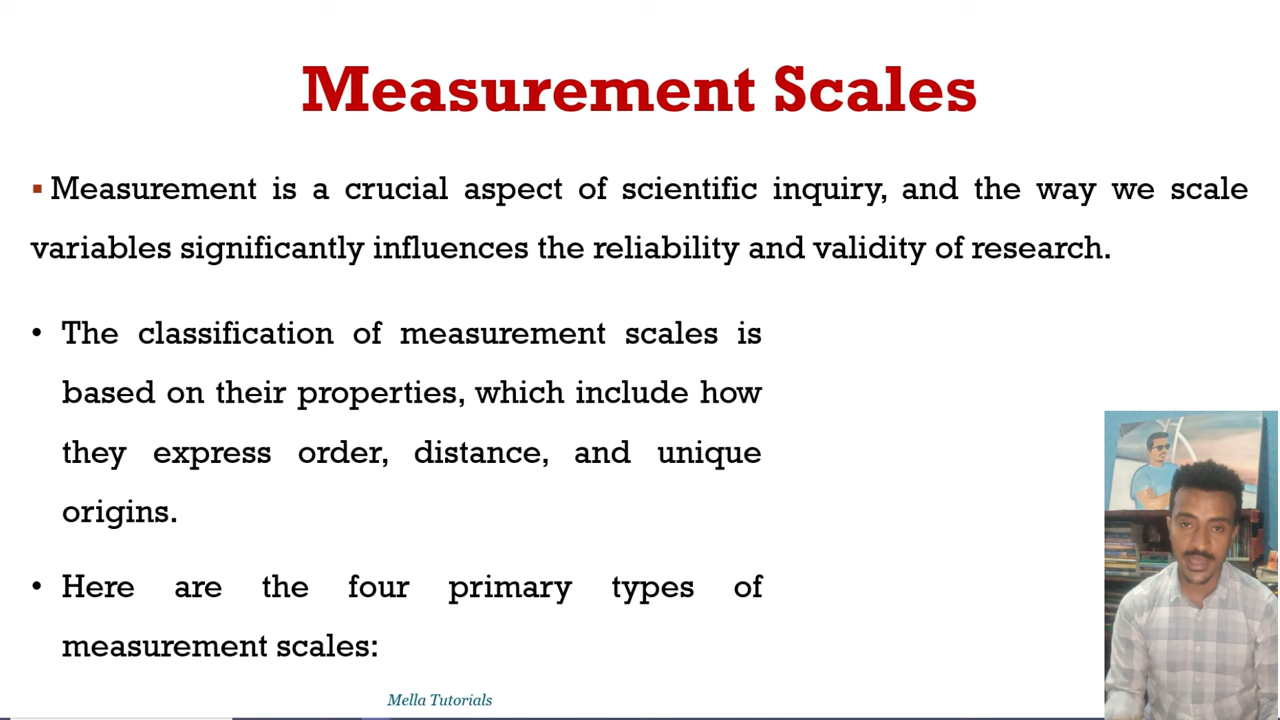 Measurement Scales
▪ Measurement is a crucial aspect of scientific inquiry, and the way we scale
variables significantly influences the reliability and validity of research.
• The classification of measurement scales is
based on their properties, which include how
they express order, distance, and unique
origins.
• Here are the four primary types of
measurement scales:
Mella Tutorials